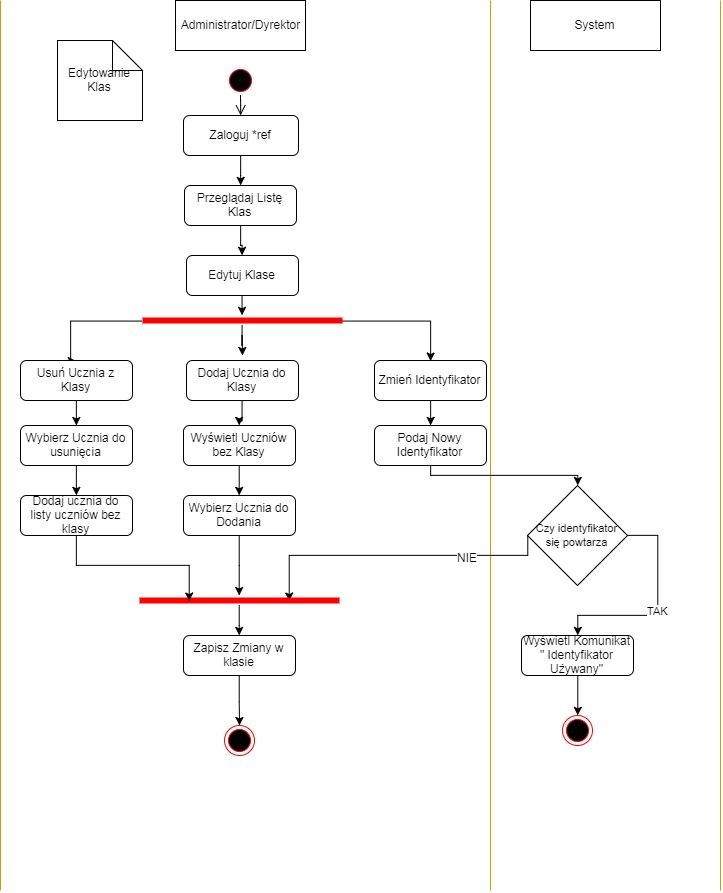 Administrator/Dyrektor
System
Edytowanie
Klas
Zaloguj *ref
Przeglądaj Listę
Klas
Edytuj Klase
Usuń Ucznia z
Klasy
Dodaj Ucznia do
Klasy
Zmień Identyfikator
Wybierz Ucznia do
usunięcia
Wyświetl Uczniów
bez Klasy
Podaj Nowy
Identyfikator
Dodaj ucznia do
listy uczniów bez
klasy
Wybierz Ucznia do
Dodania
Czy identyfikator
się powtarza
NIE
TAK
Zapisz Zmiany w
klasie
Wyświetl Komunikat
" Identyfikator
Używany"